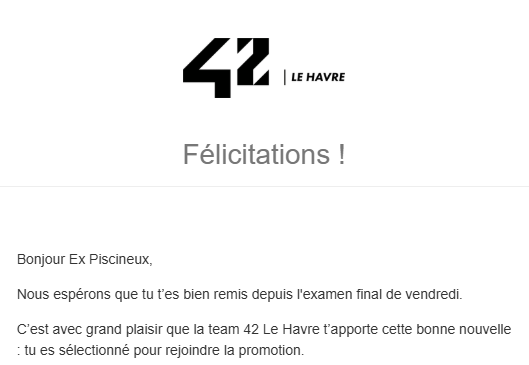 42 | LE HAVRE
Félicitations !
Bonjour Ex Piscineux,
Nous espérons que tu t’es bien remis depuis l'examen final de vendredi.
C’est avec grand plaisir que la team 42 Le Havre t’apporte cette bonne nouvelle
: tu es sélectionné pour rejoindre la promotion.